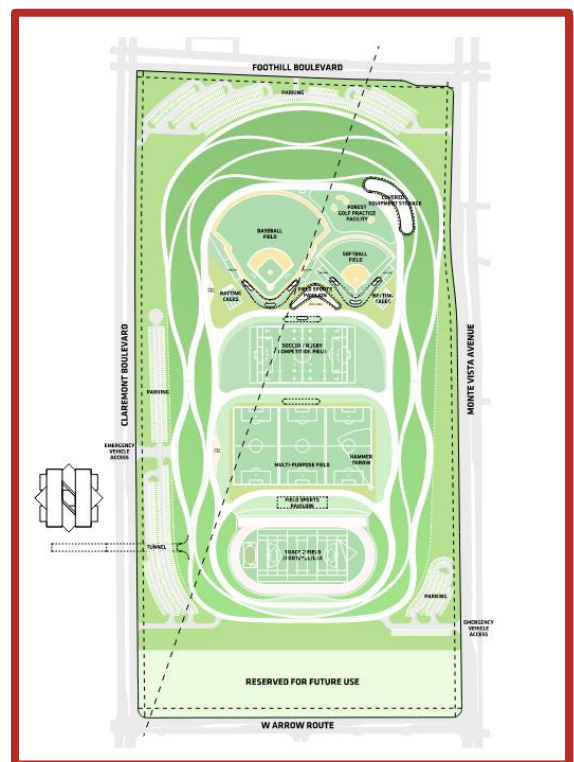 FOOTHILL BOULEVARD
PARKING
COVERED
EQUIPMENT STORAGE
FOREST
GOLF PRACTICE
FACILITY
BASEBALL
FIELD
SOFTBALL
FIELD
BATTING
CAGES
FIELD SPORTS
PAVILION
BATTING
CAGES
SOCCER / RUGBY
COMPETITION FIELD
CLAREMONT BOULEVARD
MONTE VISTA AVENUE
PARKING
EMERGENCY
VEHICLE
ACCESS
HAMMER
THROW
MULTI-PURPOSE FIELD
FIELD SPORTS
PAVILION
TUNNEL
TRACK & FIELD
PARKING
EMERGENCY
VEHICLE
ACCESS
RESERVED FOR FUTURE USE
W ARROW ROUTE